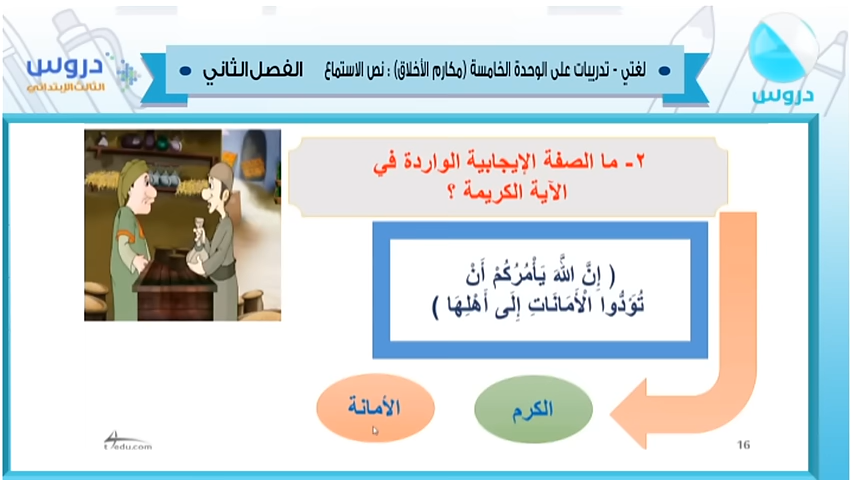 دروس
الثالث الإبتدائي
لغتي - تدريبات على الوحدة الخامسة (مكارم الأخلاق) : نص الاستماع الفصل الثاني
دروس
٢- ما الصفة الإيجابية الواردة في
الآية الكريمة ؟
( إِنَّ اللَّهَ يَأْمُرُكُمْ أَنْ
تُؤَدُّوا الْأَمَانَاتِ إِلَى أَهْلِهَا )
الكرم
الأمانة
t4edu.com
16